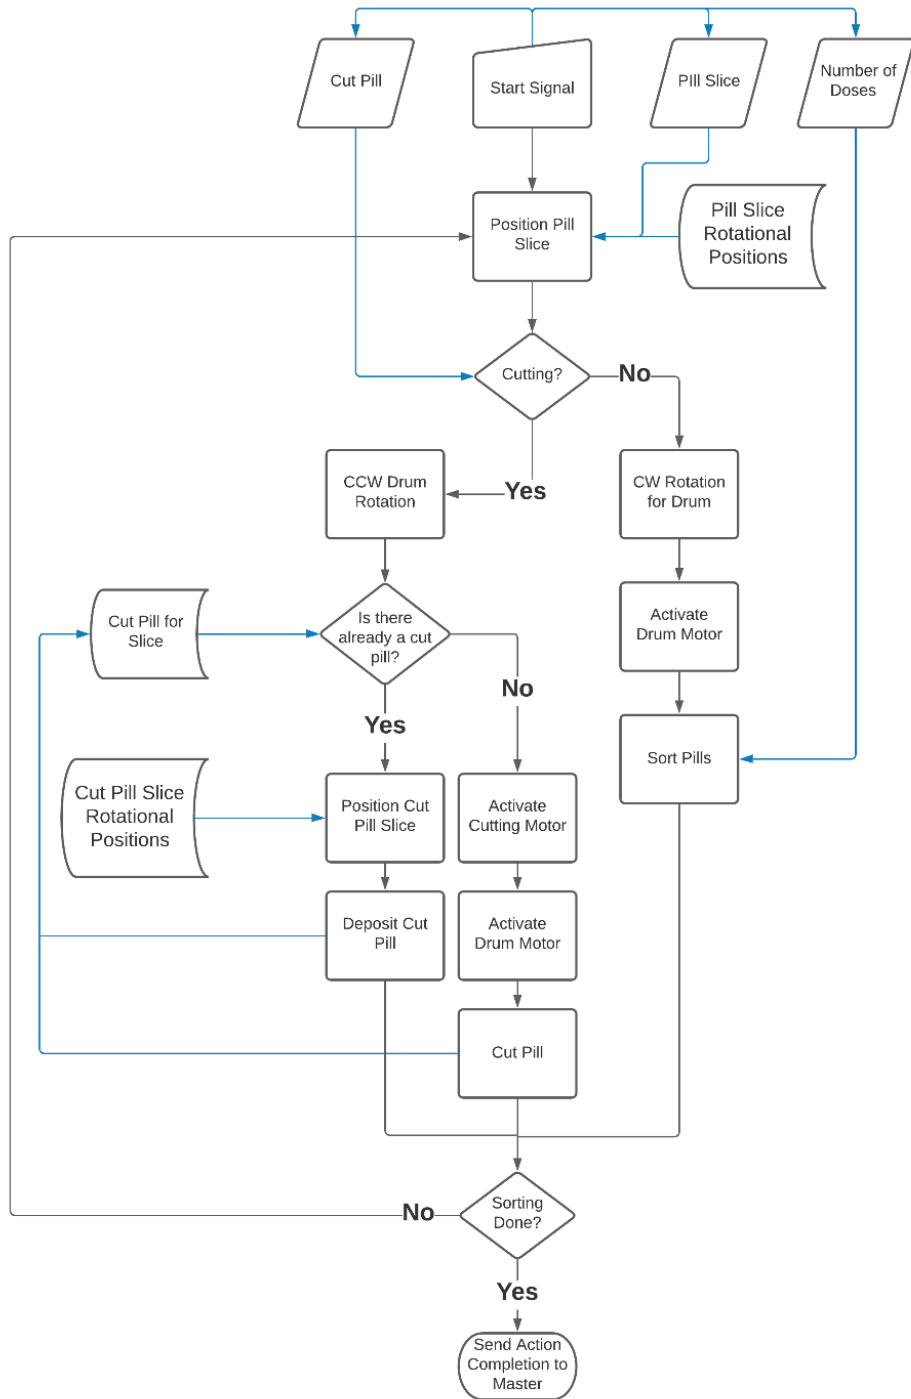 Cut Pill
Start Signal
PIll Slice
Number of
Doses
Position Pill
Slice
Pill Slice
Rotational
Positions
Cutting?
No
Yes
CCW Drum
Rotation
CW Rotation
for Drum
Cut Pill for
Slice
Is there
already a cut
pill?
Activate
Drum Motor
No
Yes
Sort Pills
Cut Pill Slice
Rotational
Positions
Position Cut
Pill Slice
Activate
Cutting Motor
Deposit Cut
Pill
Activate
Drum Motor
Cut Pill
Sorting
Done?
No
Yes
Send Action
Completion to
Master